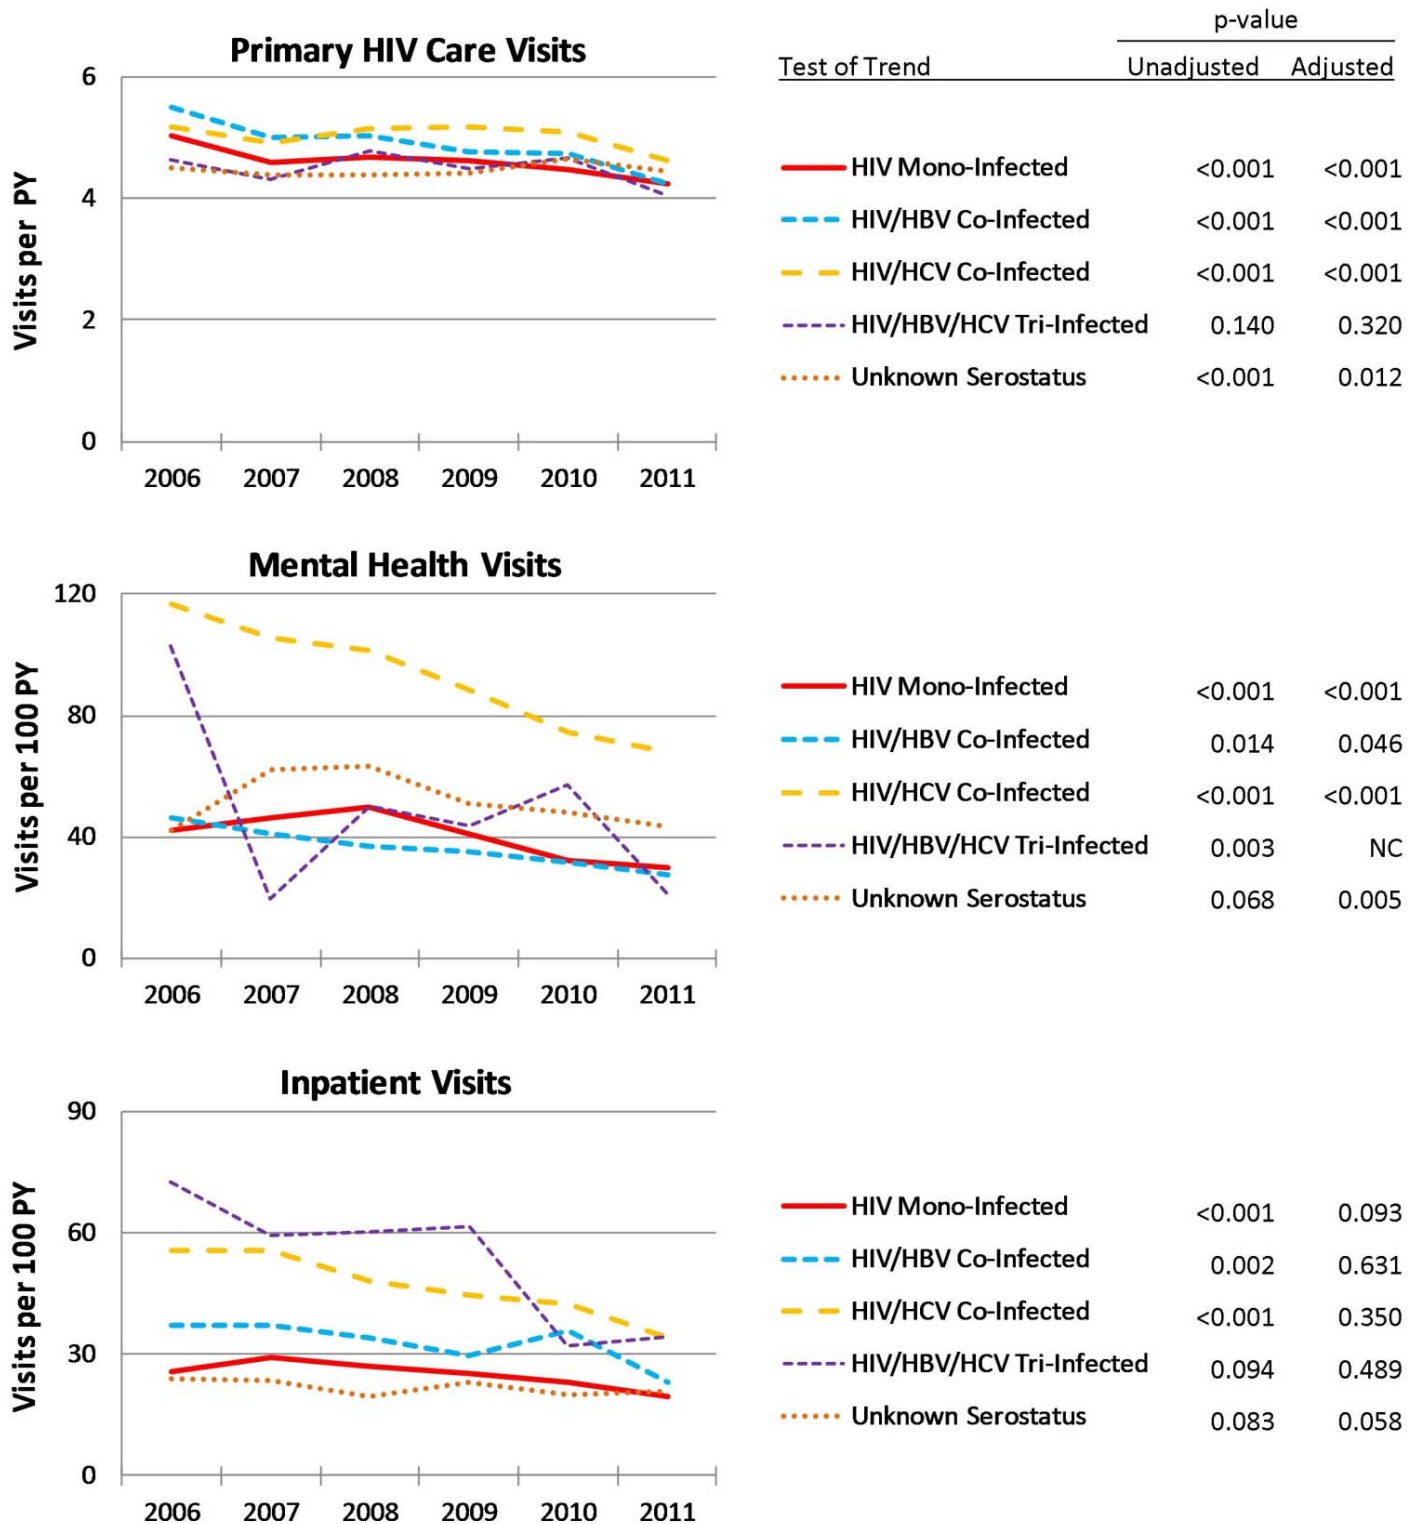 p-value
Test of Trend Unadjusted Adjusted
Primary HIV Care Visits
Visits per PY
6
4
2
0
2006 2007 2008 2009 2010 2011
HIV Mono-Infected <0.001 <0.001
HIV/HBV Co-Infected <0.001 <0.001
HIV/HCV Co-Infected <0.001 <0.001
HIV/HBV/HCV Tri-Infected 0.140 0.320
Unknown Serostatus <0.001 0.012
Mental Health Visits
Visits per 100 PY
120
80
40
0
2006 2007 2008 2009 2010 2011
HIV Mono-Infected <0.001 <0.001
HIV/HBV Co-Infected 0.014 0.046
HIV/HCV Co-Infected <0.001 <0.001
HIV/HBV/HCV Tri-Infected 0.003 NC
Unknown Serostatus 0.068 0.005
Inpatient Visits
Visits per 100 PY
90
60
30
0
2006 2007 2008 2009 2010 2011
HIV Mono-Infected <0.001 0.093
HIV/HBV Co-Infected 0.002 0.631
HIV/HCV Co-Infected <0.001 0.350
HIV/HBV/HCV Tri-Infected 0.094 0.489
Unknown Serostatus 0.083 0.058